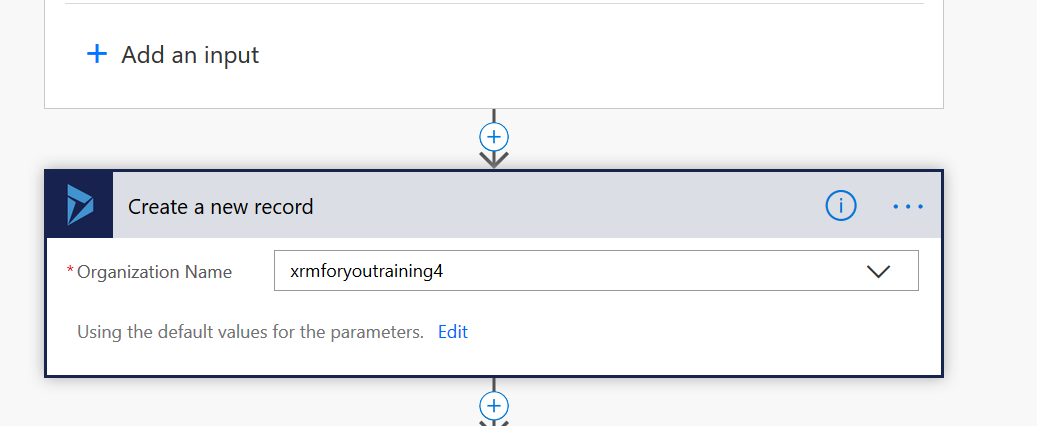 + Add an input
Create a new record
* Organization Name xrmforyoutraining4
Using the default values for the parameters. Edit